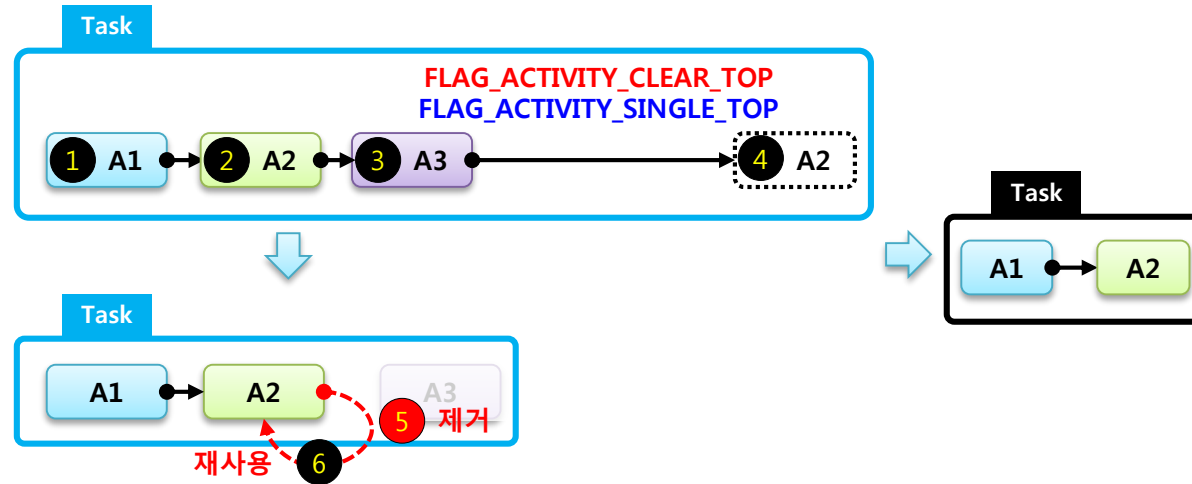 Task
FLAG_ACTIVITY_CLEAR_TOP
FLAG_ACTIVITY_SINGLE_TOP
1 A1 2 A2 3 A3 4 A2
Task
A1 A2
Task
A1 A2 A3
5 제거
재사용 6